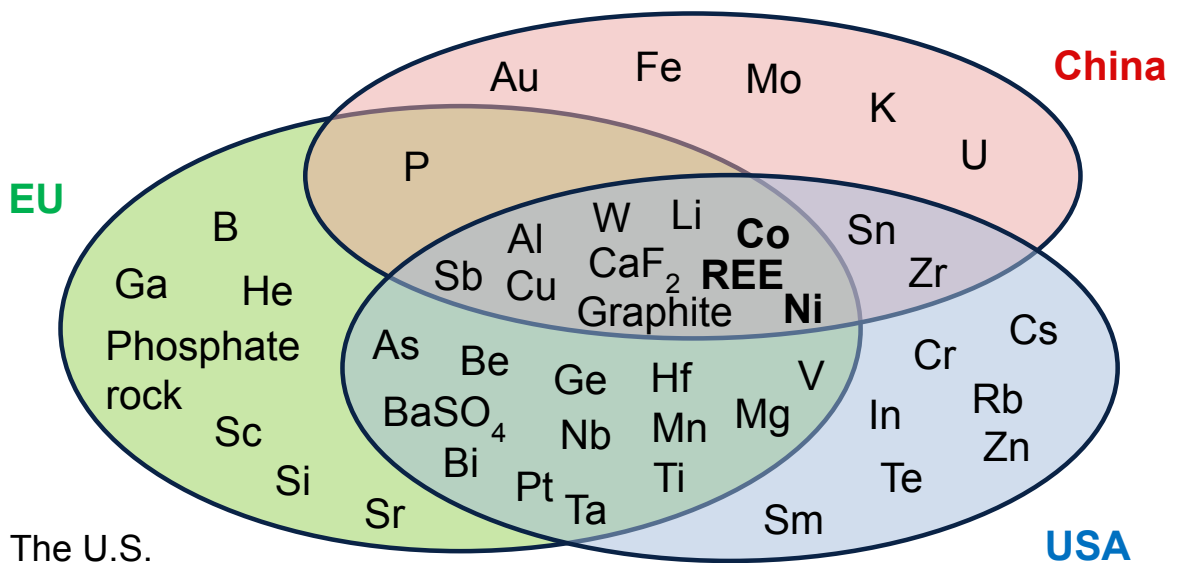 China
Au Fe Mo
K
U
P
EU
B
W Li
Al Co Sn
Sb Cu CaF₂ REE Zr
Ga He
Graphite Ni
Phosphate
rock
As Be Ge Hf V Cr Cs
BaSO₄ Nb Mn Mg In Rb
Sc Bi Zn
Si Pt Ti Te
Sr Ta Sm
The U.S.
USA